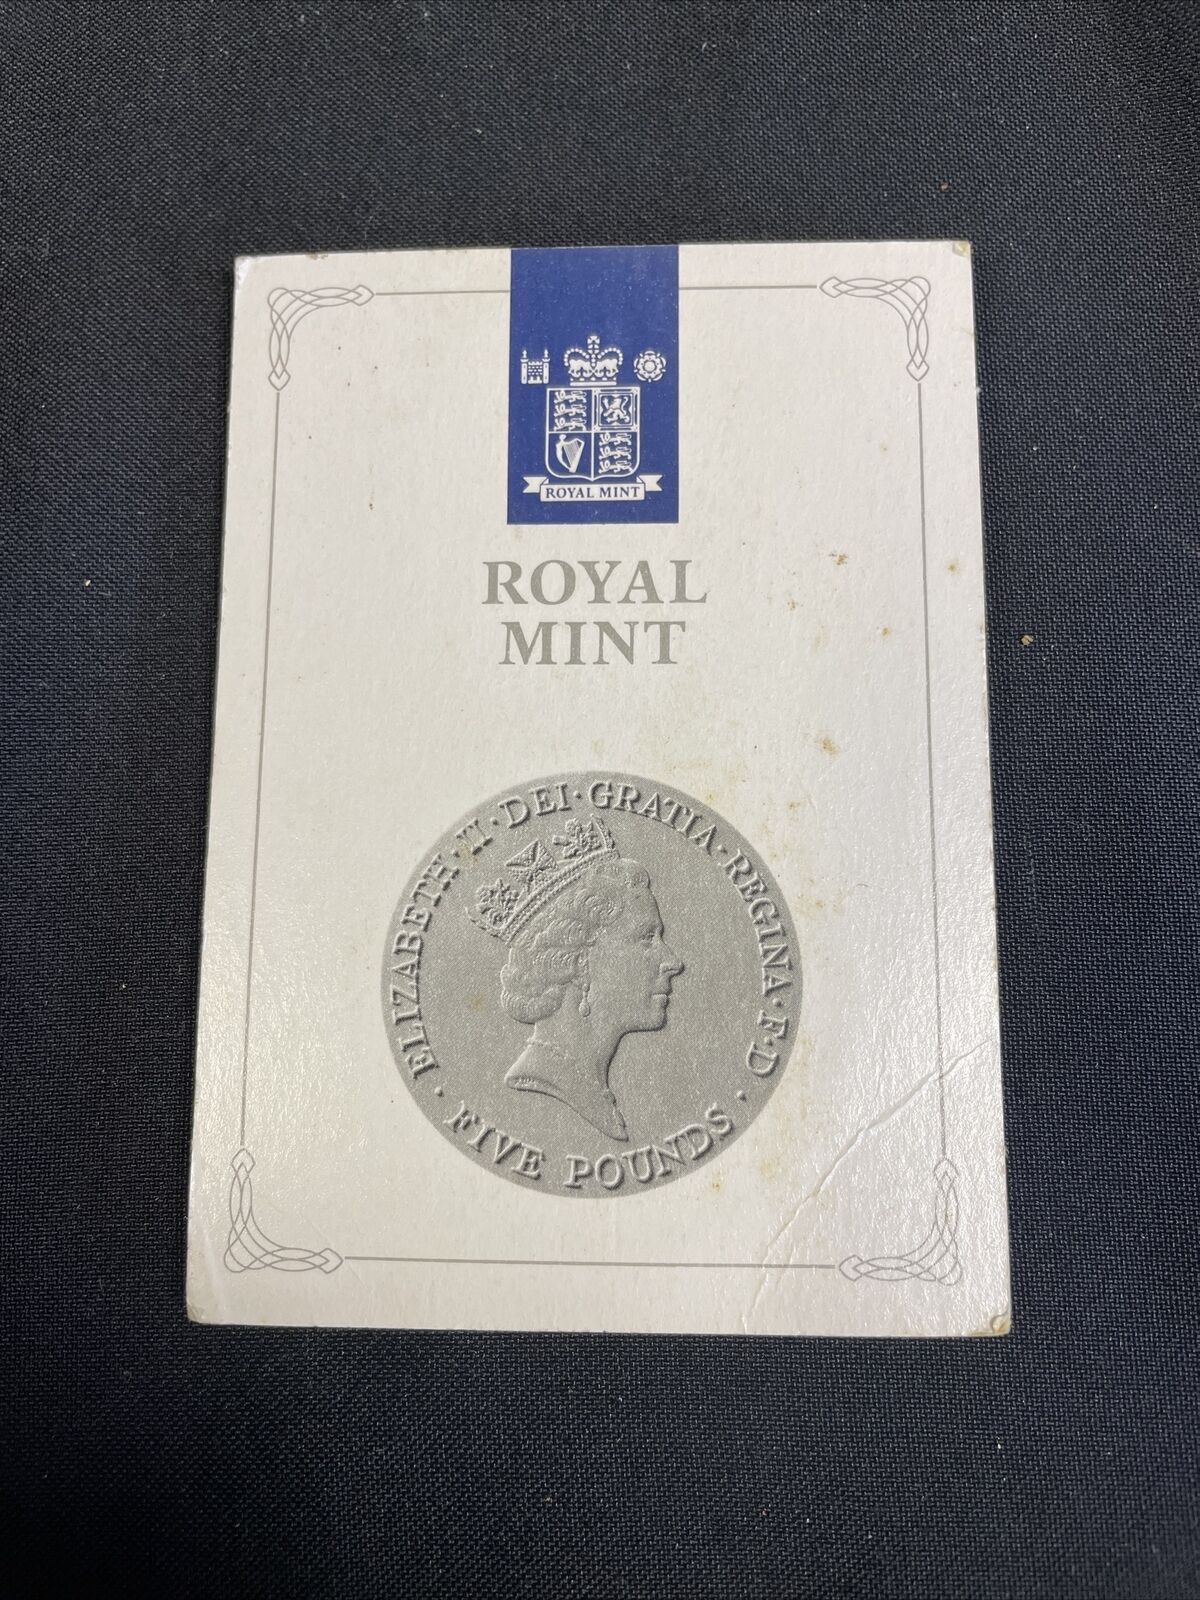 ROYAL MINT
ROYAL
MINT
ELIZABETH · II · DEI · GRATIA · REGINA · F · D ·
FIVE POUNDS ·